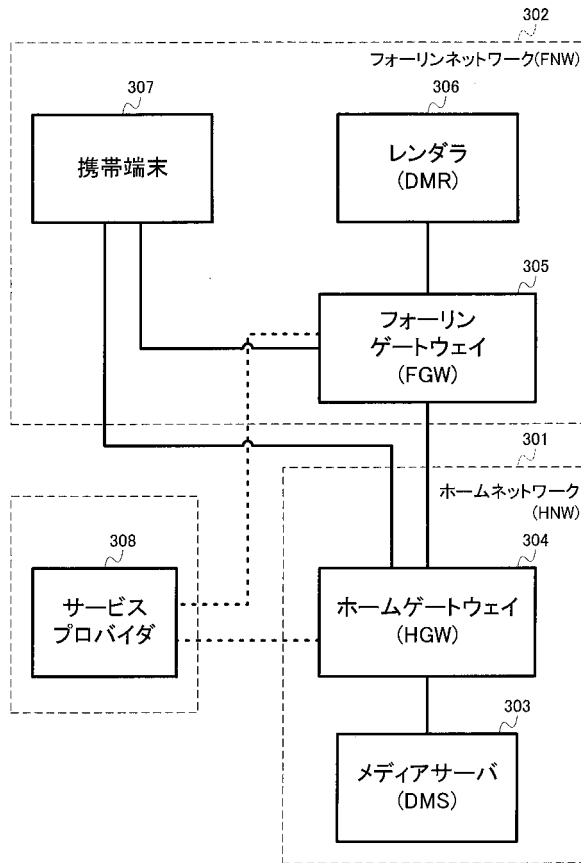 302
フォーリンネットワーク(FNW)
307
携帯端末
306
レンダラ
(DMR)
305
フォーリン
ゲートウェイ
(FGW)
301
ホームネットワーク
(HNW)
308
サービス
プロバイダ
304
ホームゲートウェイ
(HGW)
303
メディアサーバ
(DMS)